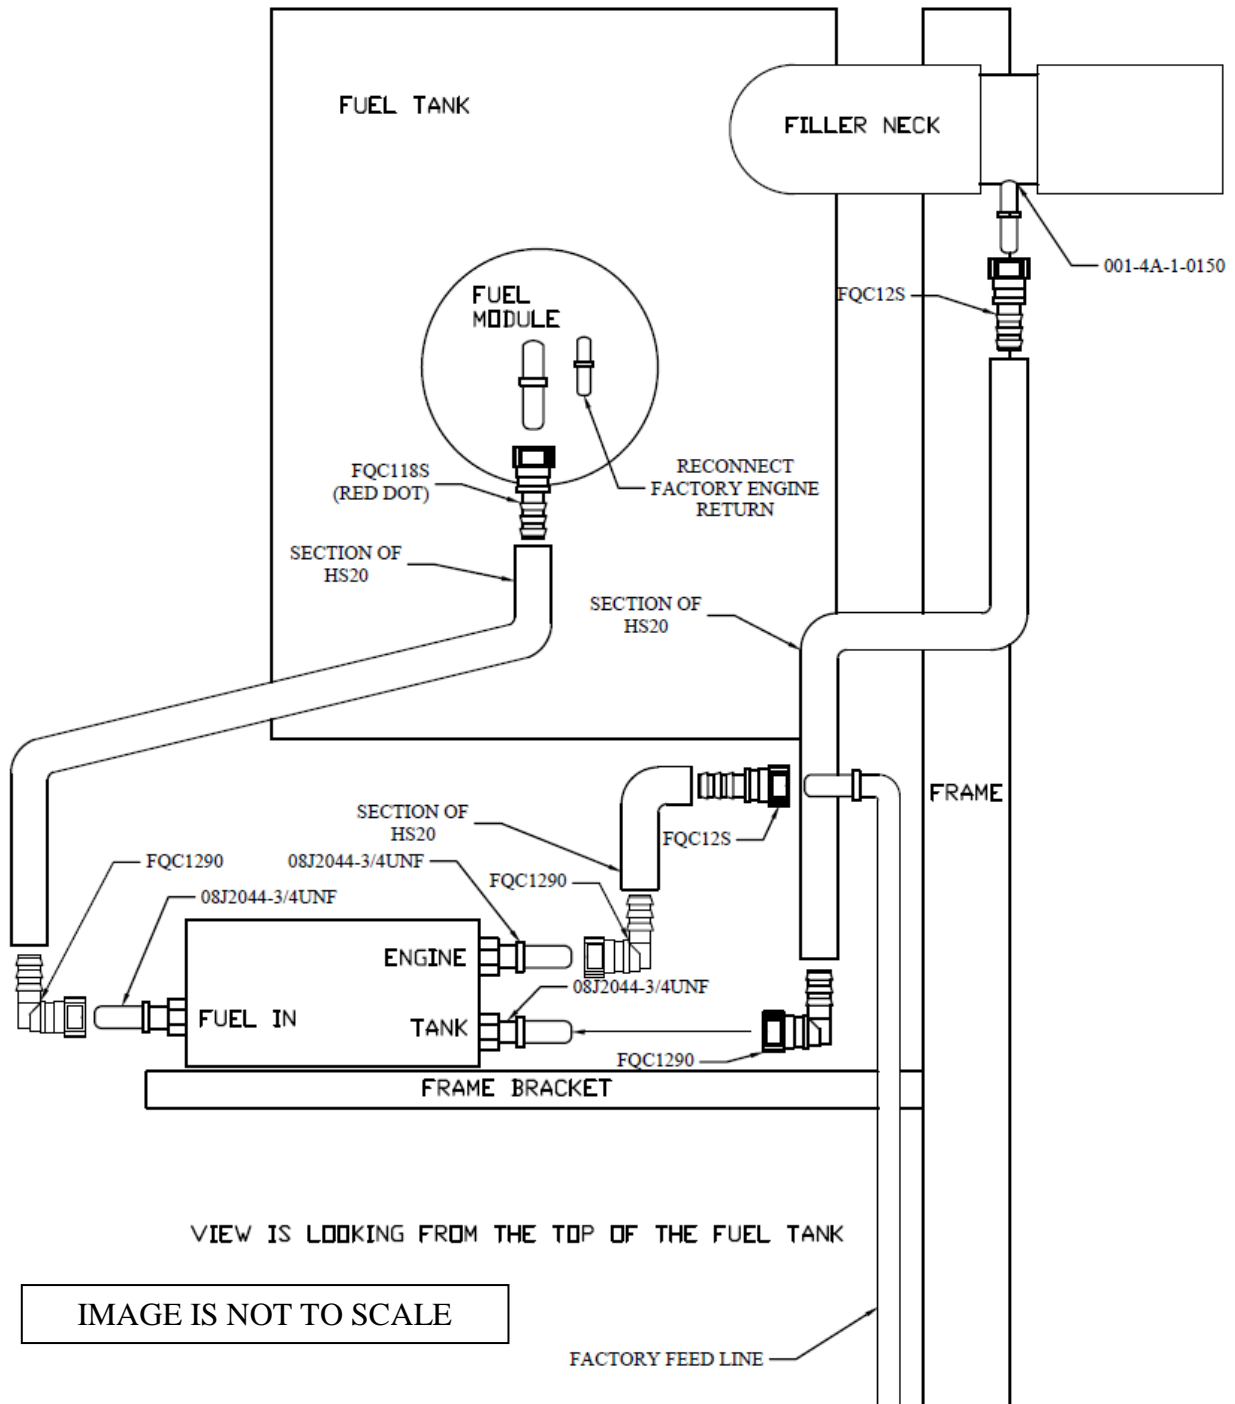 FUEL TANK
FILLER NECK
001-4A-1-0150
FQC12S
FUEL
MODULE
FQC118S
(RED DOT)
RECONNECT
FACTORY ENGINE
RETURN
SECTION OF
HS20
SECTION OF
HS20
FRAME
SECTION OF
HS20
FQC12S
FQC1290
08J2044-3/4UNF
08J2044-3/4UNF
FQC1290
ENGINE
08J2044-3/4UNF
FUEL IN
TANK
FQC1290
FRAME BRACKET
VIEW IS LOOKING FROM THE TOP OF THE FUEL TANK
IMAGE IS NOT TO SCALE
FACTORY FEED LINE